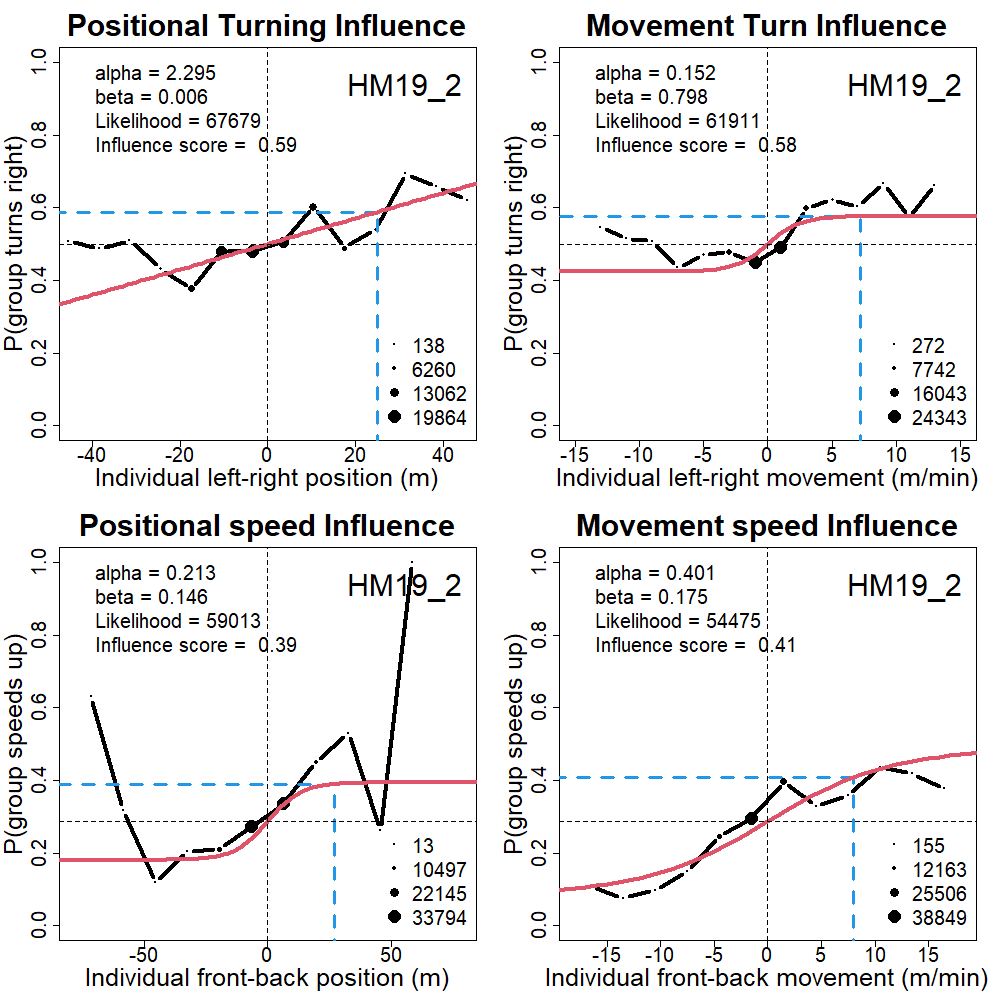 Positional Turning Influence
alpha = 2.295
beta = 0.006
Likelihood = 67679
Influence score =  0.59
HM19_2
P(group turns right)
1.0
0.8
0.6
0.4
0.2
0.0
138
6260
13062
19864
-40
-20
0
20
40
Individual left-right position (m)
Movement Turn Influence
alpha = 0.152
beta = 0.798
Likelihood = 61911
Influence score =  0.58
HM19_2
P(group turns right)
1.0
0.8
0.6
0.4
0.2
0.0
272
7742
16043
24343
-15
-10
-5
0
5
10
15
Individual left-right movement (m/min)
Positional speed Influence
alpha = 0.213
beta = 0.146
Likelihood = 59013
Influence score =  0.39
HM19_2
P(group speeds up)
1.0
0.8
0.6
0.4
0.2
0.0
13
10497
22145
33794
-50
0
50
Individual front-back position (m)
Movement speed Influence
alpha = 0.401
beta = 0.175
Likelihood = 54475
Influence score =  0.41
HM19_2
P(group speeds up)
1.0
0.8
0.6
0.4
0.2
0.0
155
12163
25506
38849
-15
-10
-5
0
5
10
15
Individual front-back movement (m/min)